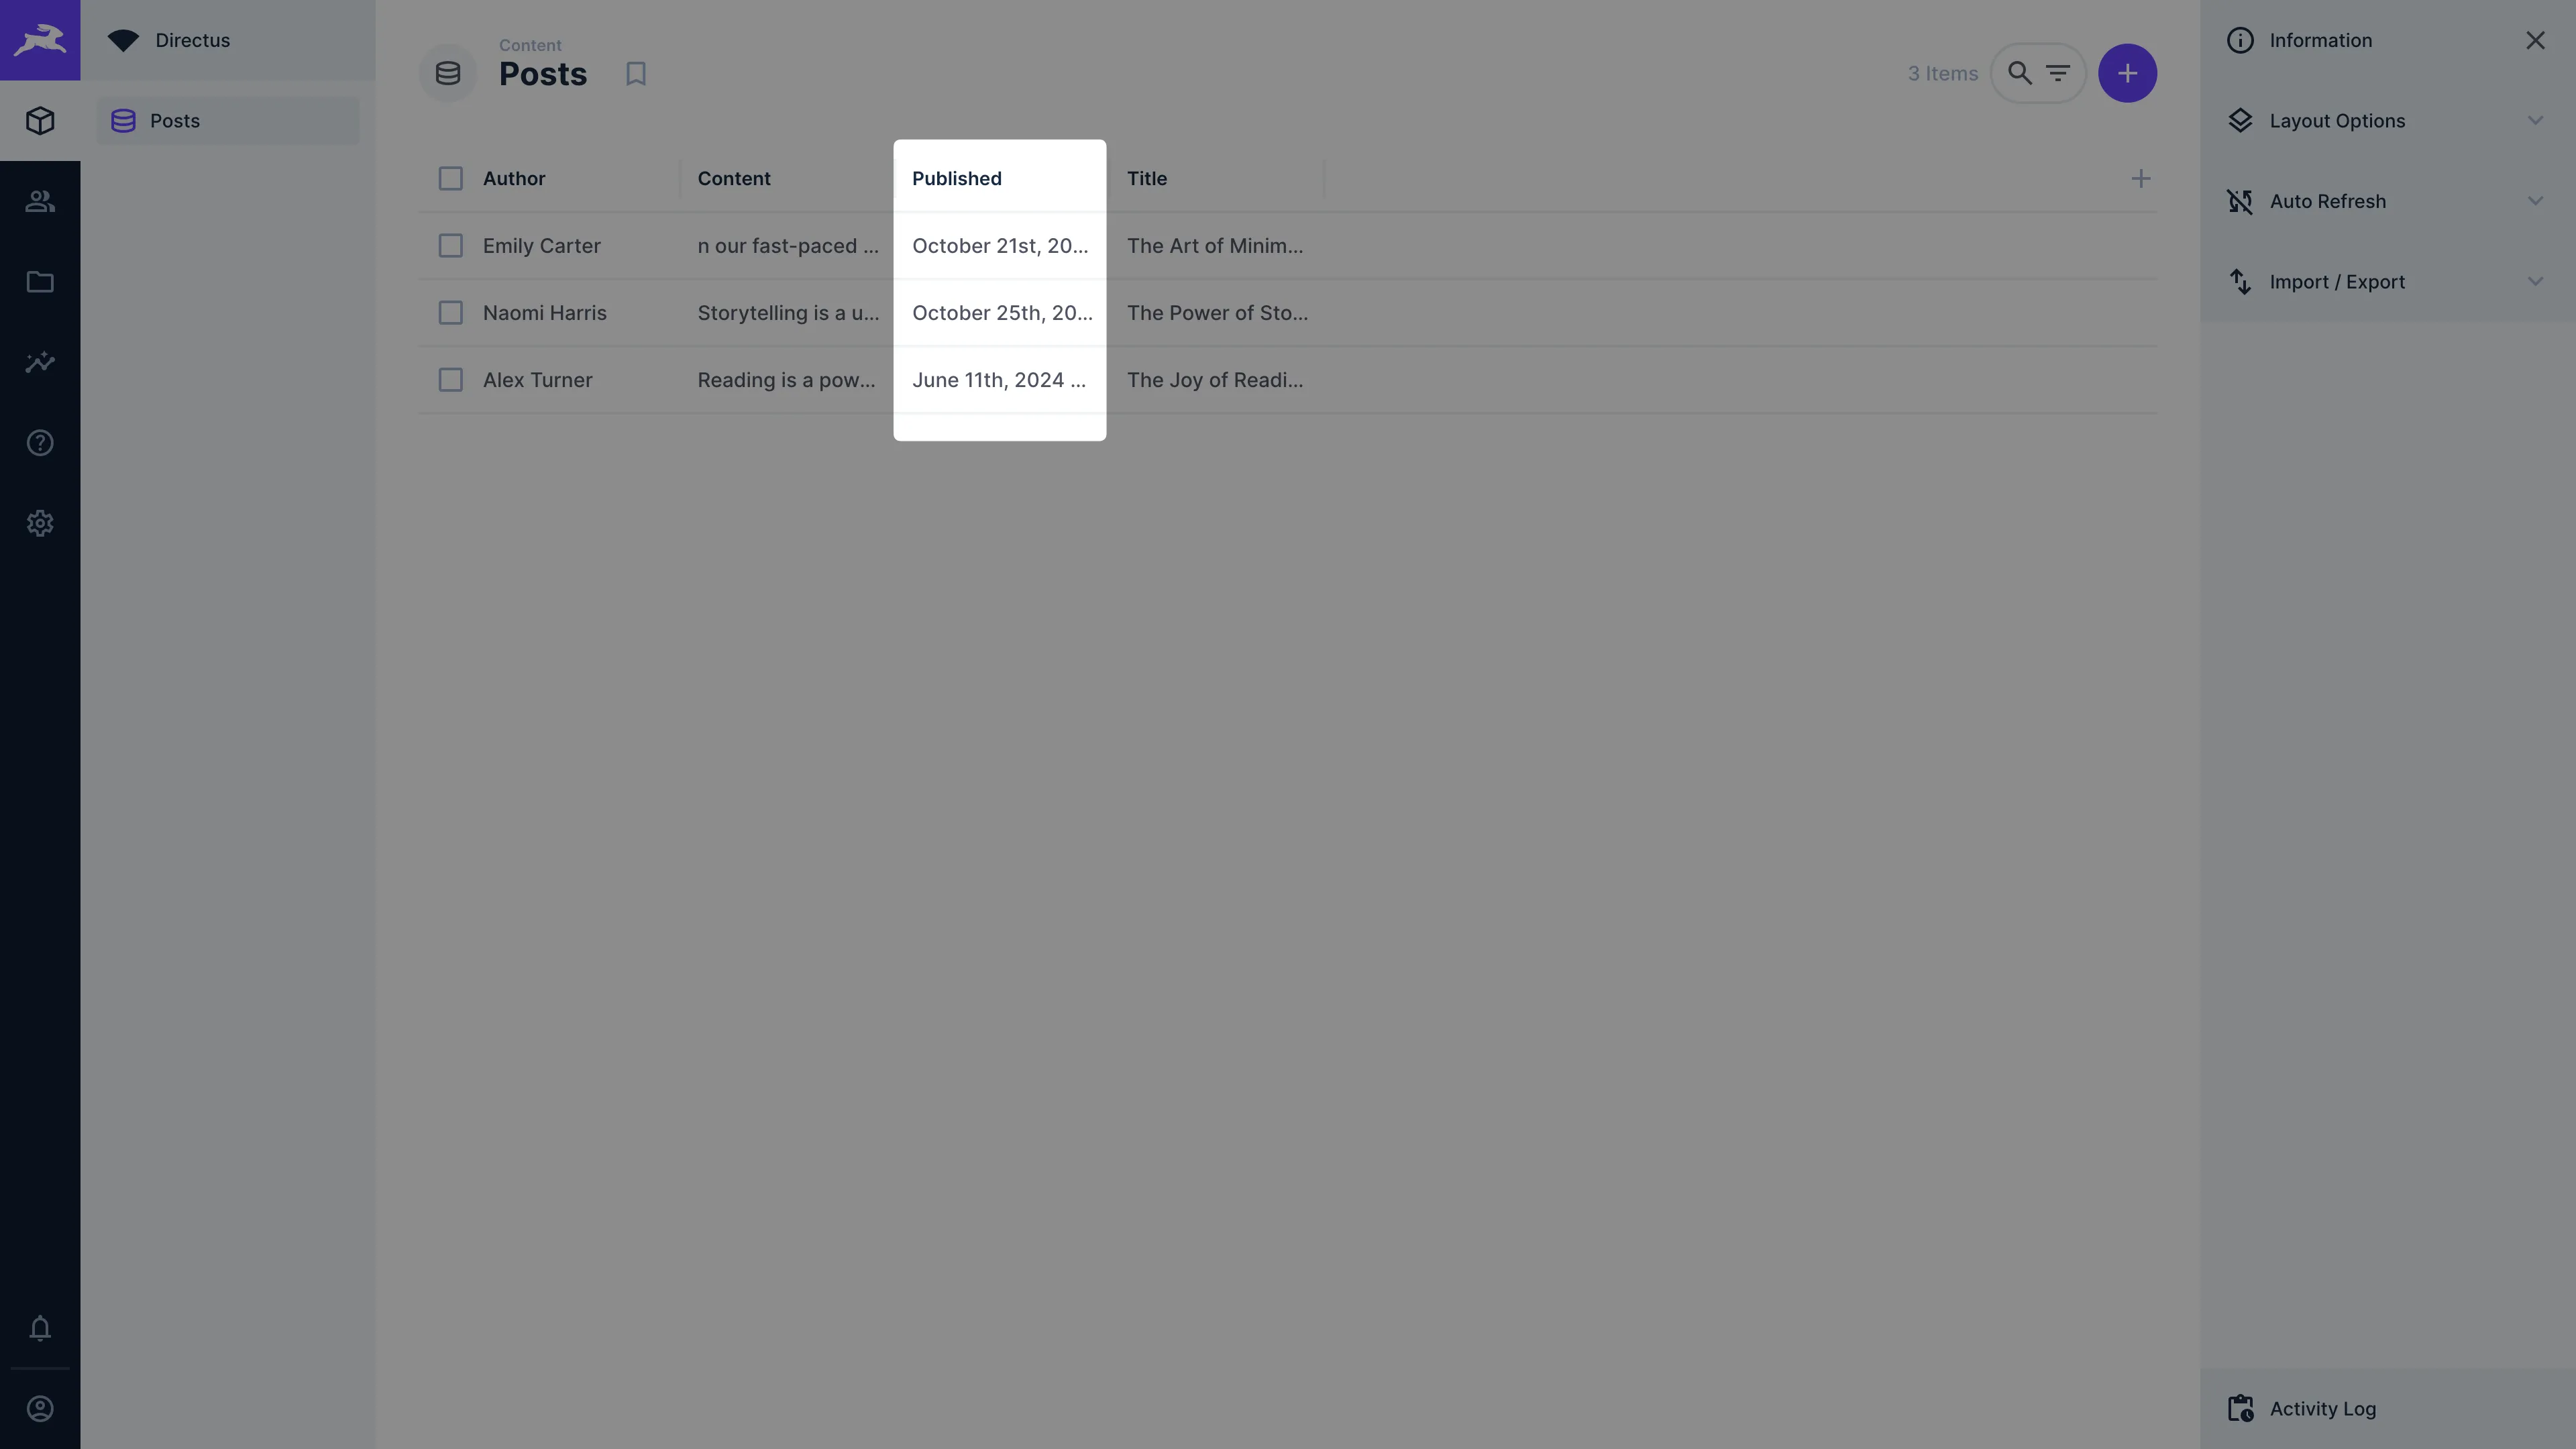 Directus
Posts
Content
Posts
3 Items
Author Content Published Title
Emily Carter n our fast-paced ... October 21st, 20... The Art of Minim...
Naomi Harris Storytelling is a u... October 25th, 20... The Power of Sto...
Alex Turner Reading is a pow... June 11th, 2024 ... The Joy of Readi...
Information
Layout Options
Auto Refresh
Import / Export
Activity Log